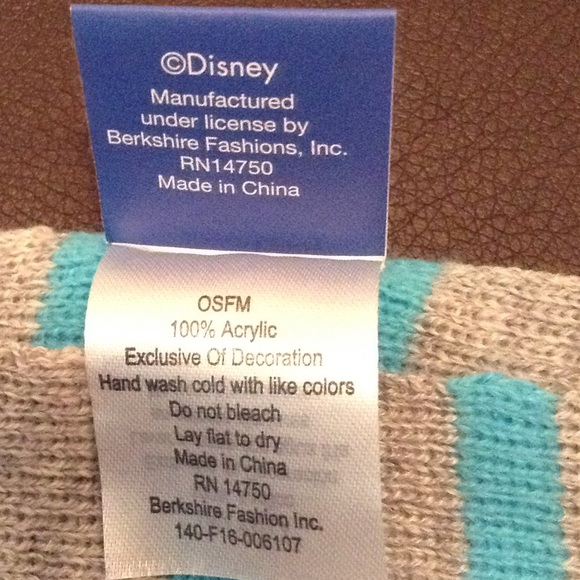 ©Disney
Manufactured
under license by
Berkshire Fashions, Inc.
RN14750
Made in China
OSFM
100% Acrylic
Exclusive Of Decoration
Hand wash cold with like colors
Do not bleach
Lay flat to dry
Made in China
RN 14750
Berkshire Fashion Inc.
140-F16-006107